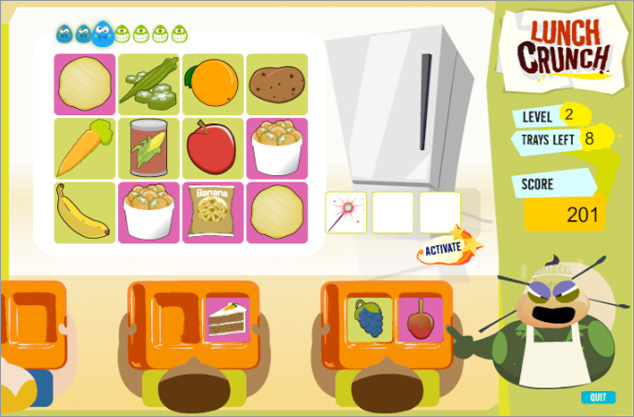 LUNCH
CRUNCH
LEVEL 2
TRAYS LEFT 8
SCORE
201
Banana
ACTIVATE
QUIT